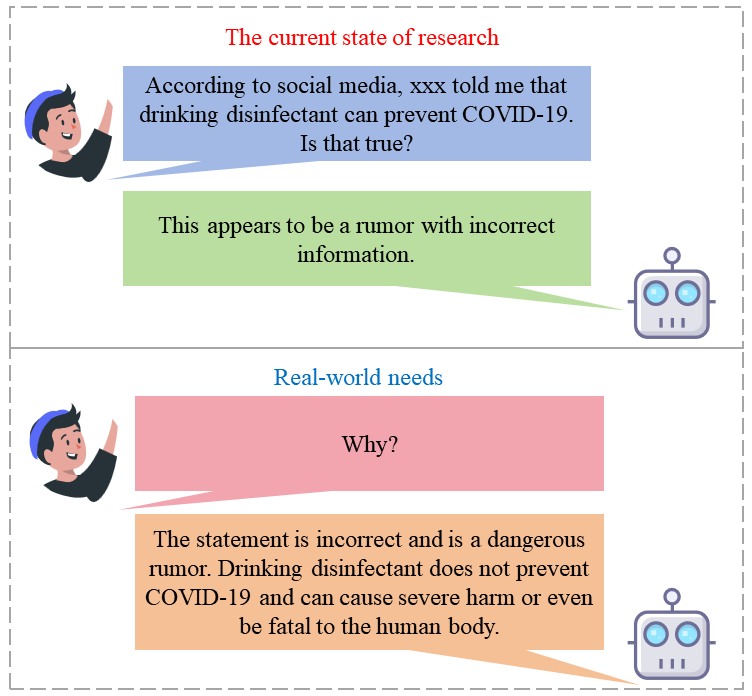 The current state of research
According to social media, xxx told me that
drinking disinfectant can prevent COVID-19.
Is that true?
This appears to be a rumor with incorrect
information.
Real-world needs
Why?
The statement is incorrect and is a dangerous
rumor. Drinking disinfectant does not prevent
COVID-19 and can cause severe harm or even
be fatal to the human body.